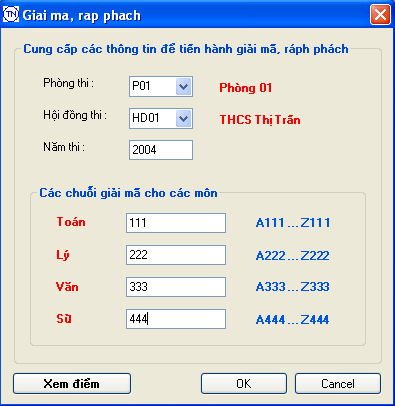 TN Giai ma, rap phach
Cung cấp các thông tin để tiến hành giải mã, ráph phách
Phòng thi : P01 Phòng 01
Hội đồng thi : HD01 THCS Thị Trấn
Năm thi : 2004
Các chuỗi giải mã cho các môn
Toán 111 A111 ... Z111
Lý 222 A222 ... Z222
Văn 333 A333 ... Z333
Sử 444 A444 ... Z444
Xem điểm OK Cancel